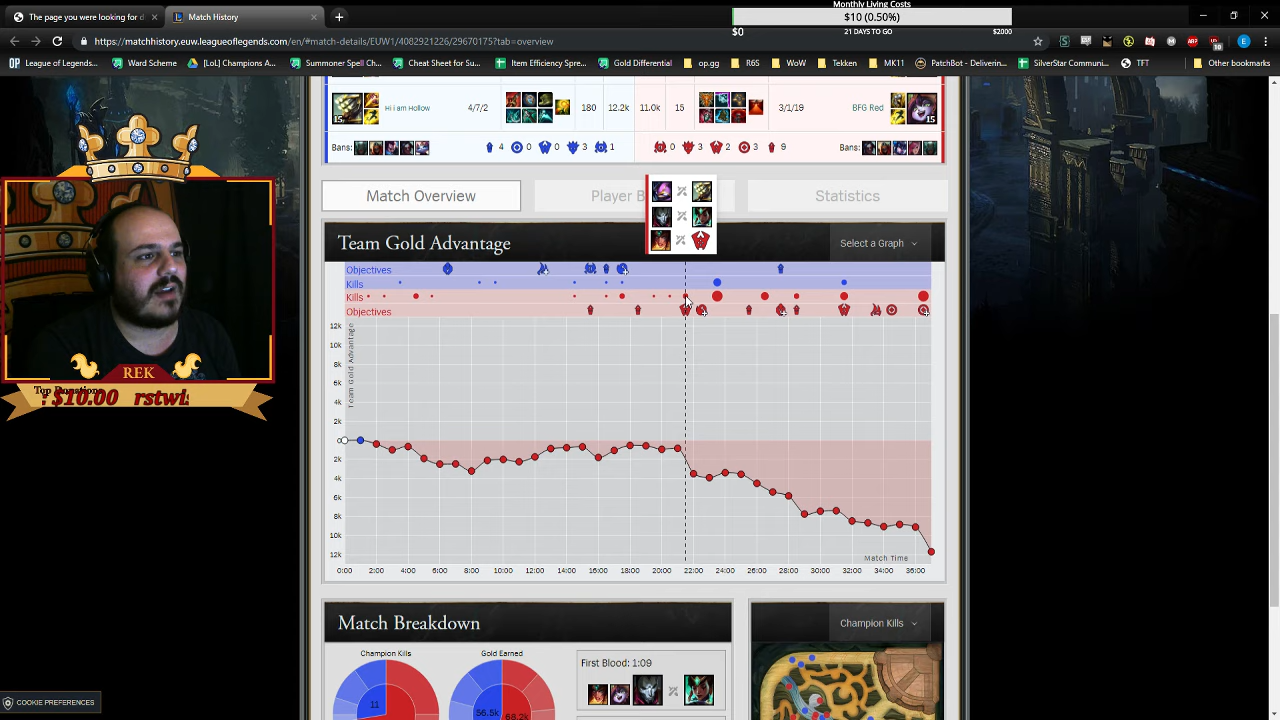 The page you were looking for d
Match History
Monthly Living Costs
$10 (0.50%)
$0
21 DAYS TO GO
$2000
https://matchhistory.euw.leagueoflegends.com/en/#match-details/EUW1/4082921226/29670175?tab=overview
League of Legends...
Ward Scheme
[LoL] Champions A...
Summoner Spell Ch...
Cheat Sheet for Su...
Item Efficiency Spre...
Gold Differential
op.gg
R6S
WoW
Tekken
MK11
PatchBot - Deliverin...
SilverStar Communi...
TFT
Other bookmarks
15
Hi i am Hollow
4/7/2
180
12.2k
11.0k
15
3/1/19
BFG Red
15
Bans:
4
0
0
3
1
0
3
2
3
9
Bans:
Match Overview
Player B
Statistics
Team Gold Advantage
Select a Graph
Objectives
Kills
Kills
Objectives
Team Gold Advantage
12k
10k
8k
6k
4k
2k
0
2k
4k
6k
8k
10k
12k
Match Time
0:00
2:00
4:00
6:00
8:00
10:00
12:00
14:00
16:00
18:00
20:00
22:00
24:00
26:00
28:00
30:00
32:00
34:00
36:00
REK
Top Donation
: $10.00
rstwi
Match Breakdown
Champion Kills
Champion Kills
11
Gold Earned
56.5k
68.2k
First Blood: 1:09
COOKIE PREFERENCES